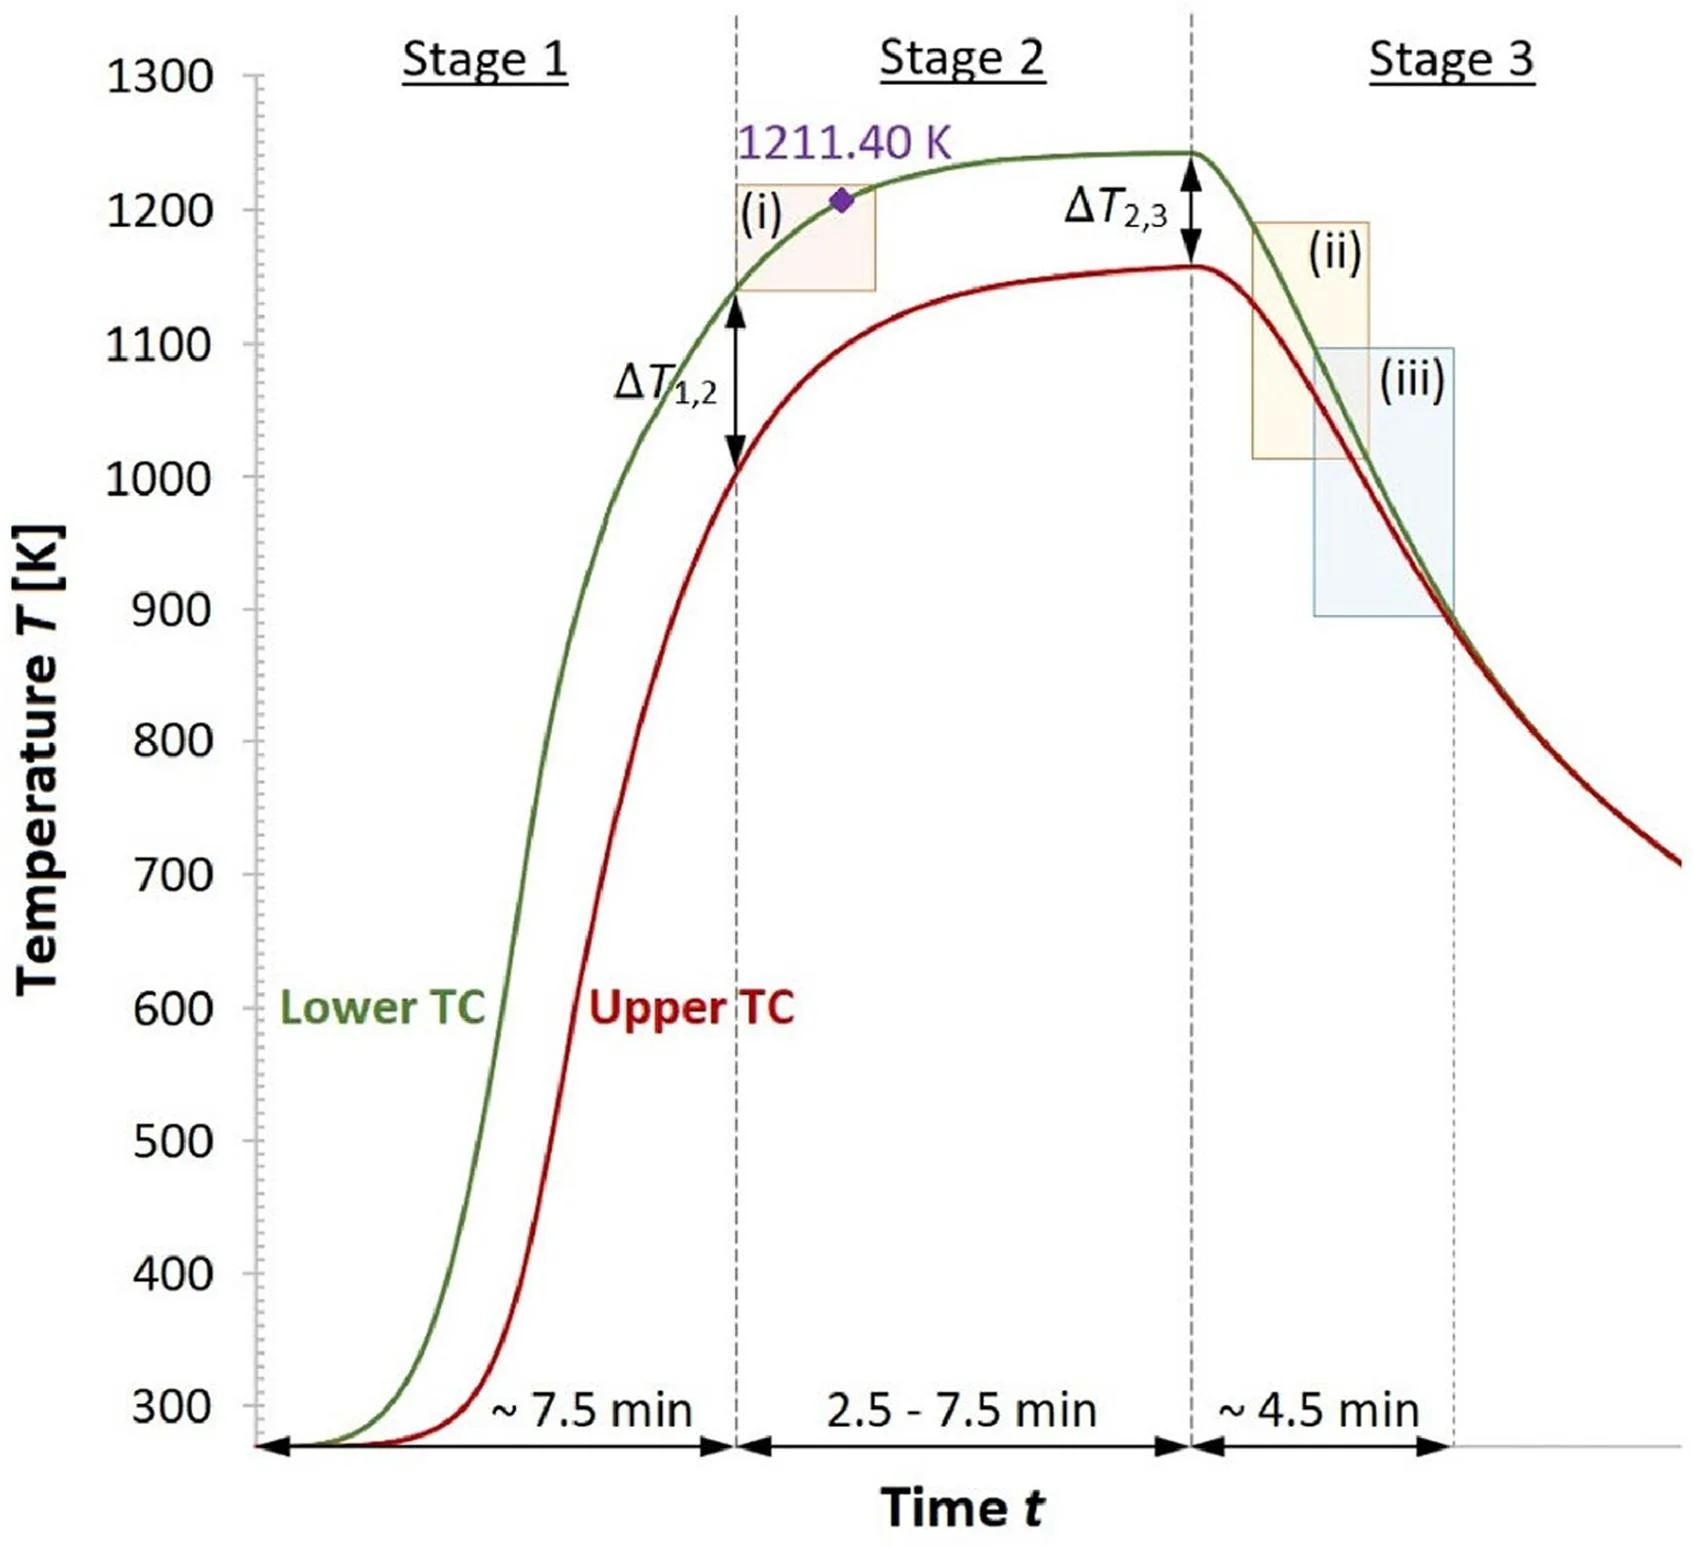 Stage 1
Stage 2
Stage 3
1300
1211.40 K
1200
(i)
ΔT2,3
(ii)
1100
ΔT1,2
(iii)
1000
900
800
700
Lower TC
Upper TC
600
500
400
300
~ 7.5 min
2.5 - 7.5 min
~ 4.5 min
Temperature T [K]
Time t